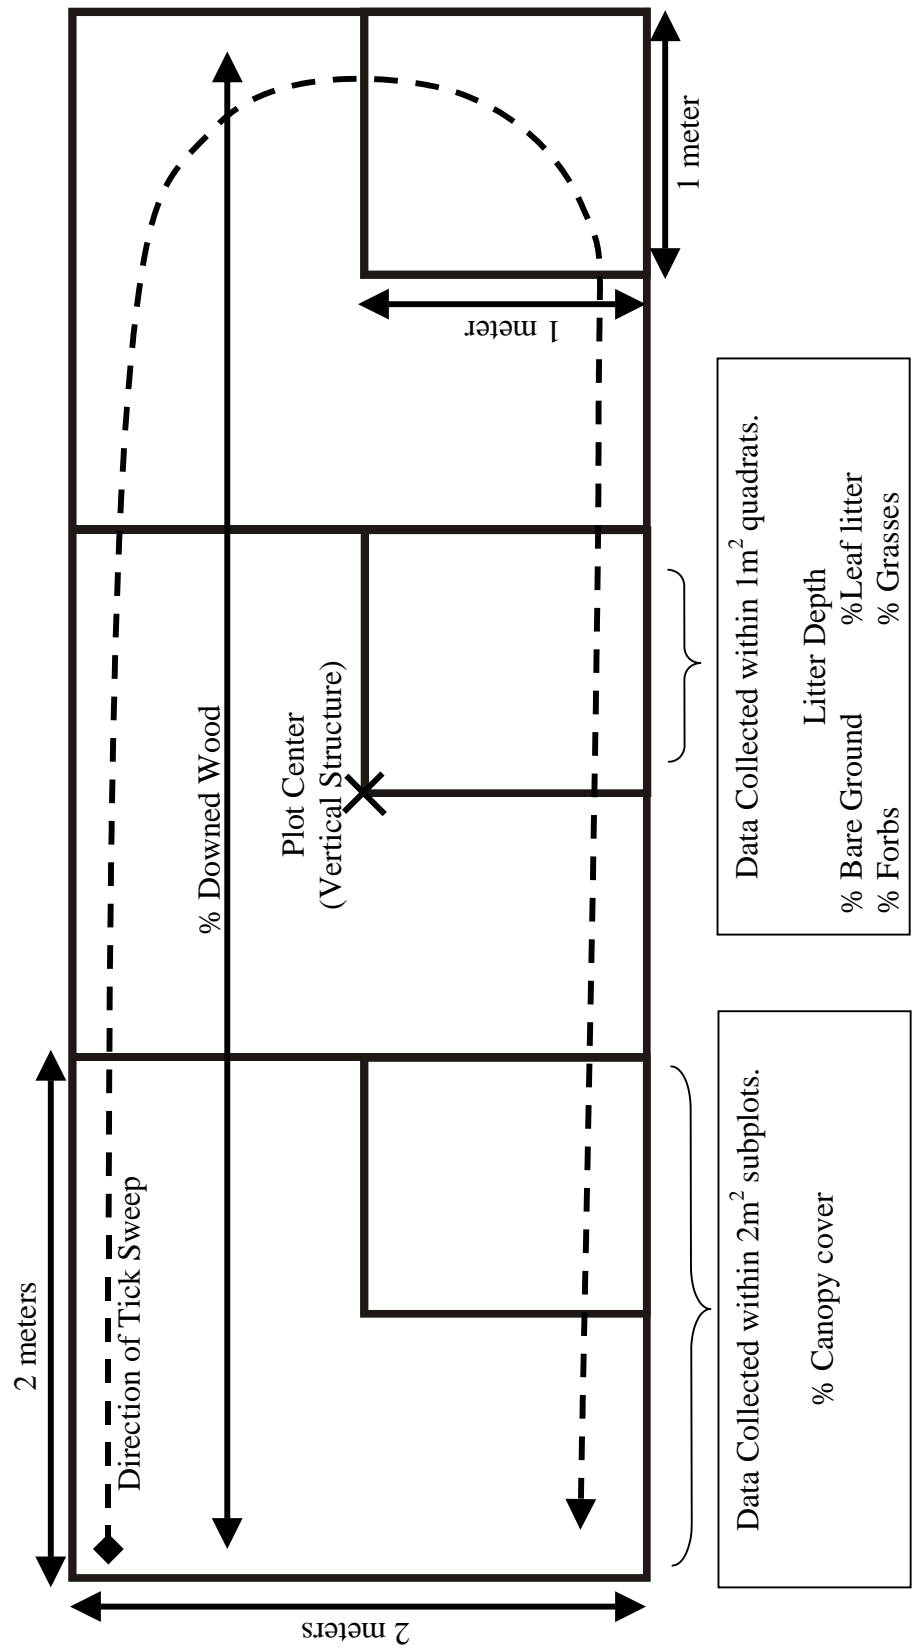 2 meters
2 meters
Direction of Tick Sweep
% Downed Wood
Plot Center
(Vertical Structure)
1 meter
1 meter
Data Collected within 2m² subplots.
% Canopy cover
Data Collected within 1m² quadrats.
Litter Depth
% Bare Ground %Leaf litter
% Forbs % Grasses